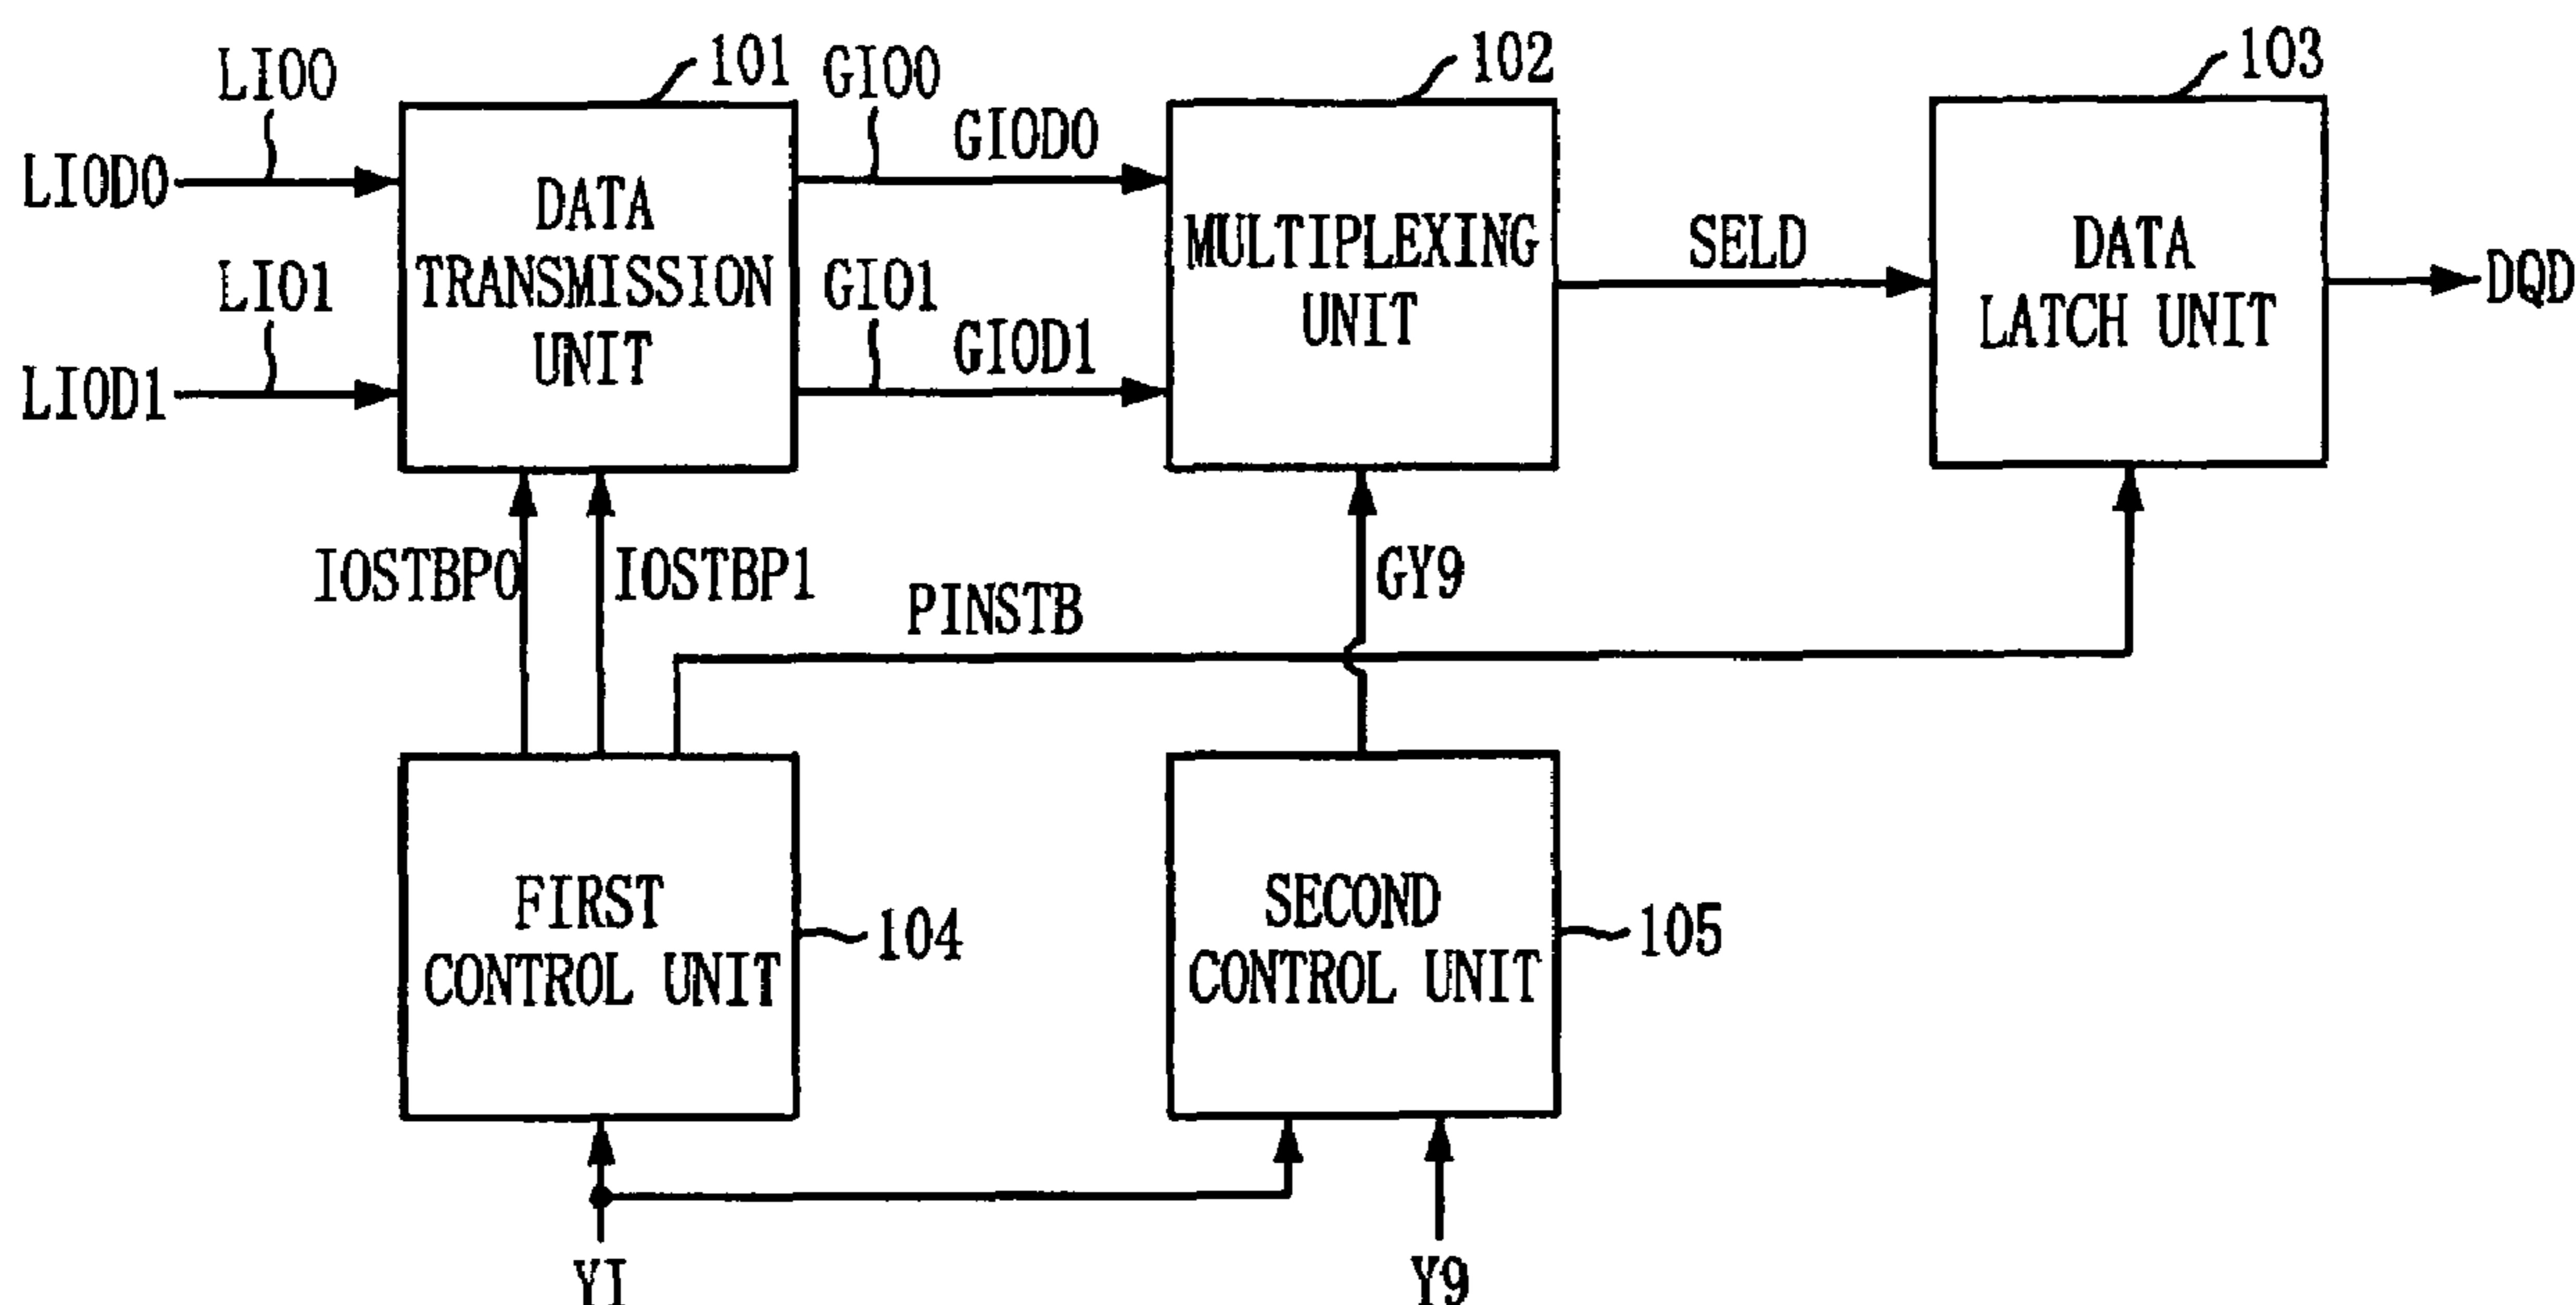 LIO0
101
GIO0
102
103
LIOD0
GIOD0
DATA
TRANSMISSION
UNIT
MULTIPLEXING
UNIT
SELD
DATA
LATCH UNIT
DQD
LIO1
GIO1
LIOD1
GIOD1
IOSTBP0
IOSTBP1
PINSTB
GY9
FIRST
CONTROL UNIT
104
SECOND
CONTROL UNIT
105
YI
Y9